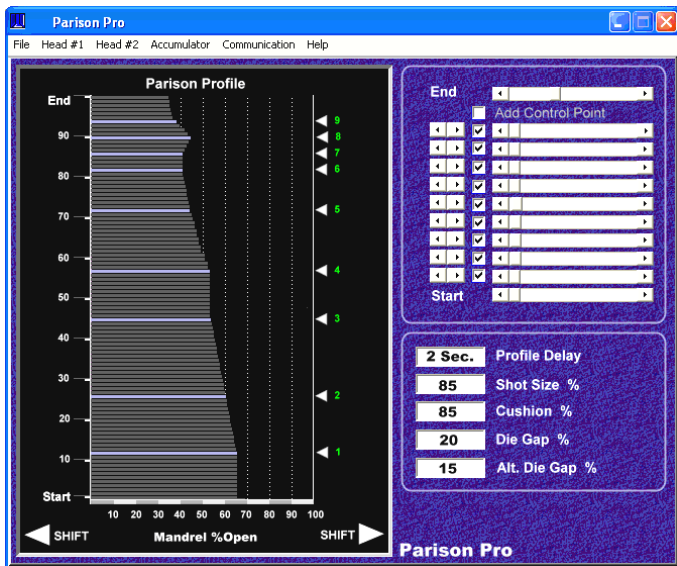 Parison Pro
File Head #1 Head #2 Accumulator Communication Help
Parison Profile
End
90
80
70
60
50
40
30
20
10
Start
9
8
7
6
5
4
3
2
1
10 20 30 40 50 60 70 80 90 100
SHIFT Mandrel %Open SHIFT
End
Add Control Point
Start
2 Sec. Profile Delay
85 Shot Size %
85 Cushion %
20 Die Gap %
15 Alt. Die Gap %
Parison Pro